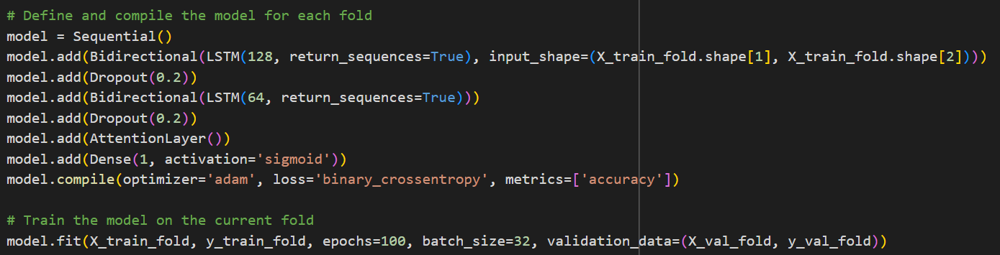 # Define and compile the model for each fold
model = Sequential()
model.add(Bidirectional(LSTM(128, return_sequences=True), input_shape=(X_train_fold.shape[1], X_train_fold.shape[2])))
model.add(Dropout(0.2))
model.add(Bidirectional(LSTM(64, return_sequences=True)))
model.add(Dropout(0.2))
model.add(AttentionLayer())
model.add(Dense(1, activation='sigmoid'))
model.compile(optimizer='adam', loss='binary_crossentropy', metrics=['accuracy'])
# Train the model on the current fold
model.fit(X_train_fold, y_train_fold, epochs=100, batch_size=32, validation_data=(X_val_fold, y_val_fold))